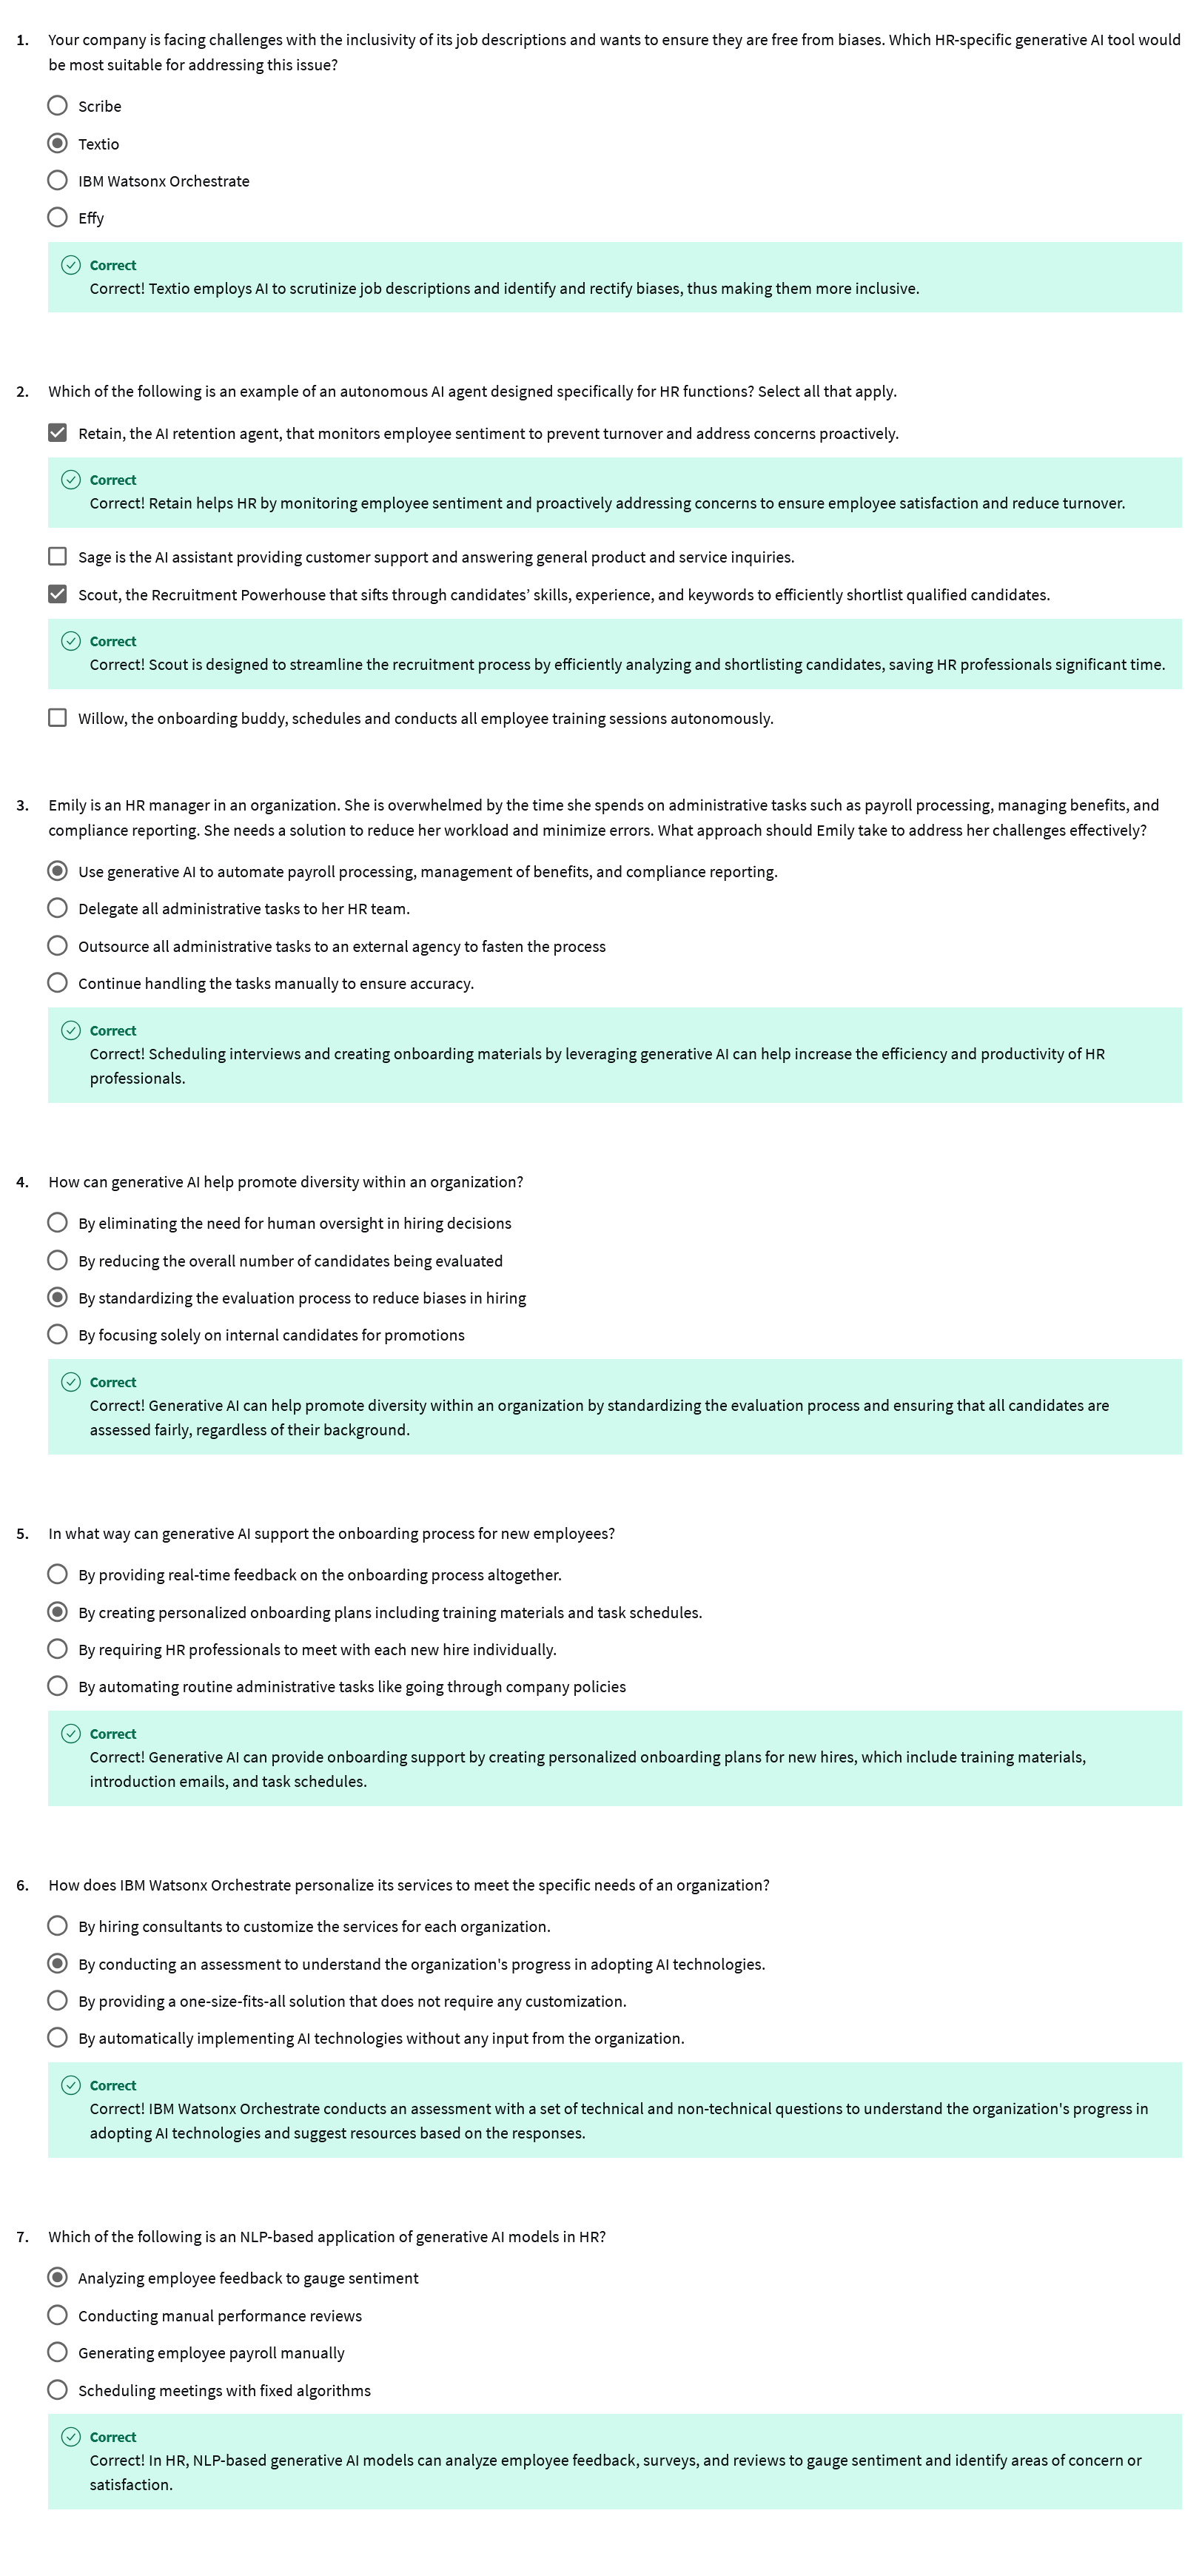 1. Your company is facing challenges with the inclusivity of its job descriptions and wants to ensure they are free from biases. Which HR-specific generative AI tool would
be most suitable for addressing this issue?
Scribe
Textio
IBM Watsonx Orchestrate
Effy
Correct
Correct! Textio employs AI to scrutinize job descriptions and identify and rectify biases, thus making them more inclusive.
2. Which of the following is an example of an autonomous AI agent designed specifically for HR functions? Select all that apply.
Retain, the AI retention agent, that monitors employee sentiment to prevent turnover and address concerns proactively.
Correct
Correct! Retain helps HR by monitoring employee sentiment and proactively addressing concerns to ensure employee satisfaction and reduce turnover.
Sage is the AI assistant providing customer support and answering general product and service inquiries.
Scout, the Recruitment Powerhouse that sifts through candidates’ skills, experience, and keywords to efficiently shortlist qualified candidates.
Correct
Correct! Scout is designed to streamline the recruitment process by efficiently analyzing and shortlisting candidates, saving HR professionals significant time.
Willow, the onboarding buddy, schedules and conducts all employee training sessions autonomously.
3. Emily is an HR manager in an organization. She is overwhelmed by the time she spends on administrative tasks such as payroll processing, managing benefits, and
compliance reporting. She needs a solution to reduce her workload and minimize errors. What approach should Emily take to address her challenges effectively?
Use generative AI to automate payroll processing, management of benefits, and compliance reporting.
Delegate all administrative tasks to her HR team.
Outsource all administrative tasks to an external agency to fasten the process
Continue handling the tasks manually to ensure accuracy.
Correct
Correct! Scheduling interviews and creating onboarding materials by leveraging generative AI can help increase the efficiency and productivity of HR
professionals.
4. How can generative AI help promote diversity within an organization?
By eliminating the need for human oversight in hiring decisions
By reducing the overall number of candidates being evaluated
By standardizing the evaluation process to reduce biases in hiring
By focusing solely on internal candidates for promotions
Correct
Correct! Generative AI can help promote diversity within an organization by standardizing the evaluation process and ensuring that all candidates are
assessed fairly, regardless of their background.
5. In what way can generative AI support the onboarding process for new employees?
By providing real-time feedback on the onboarding process altogether.
By creating personalized onboarding plans including training materials and task schedules.
By requiring HR professionals to meet with each new hire individually.
By automating routine administrative tasks like going through company policies
Correct
Correct! Generative AI can provide onboarding support by creating personalized onboarding plans for new hires, which include training materials,
introduction emails, and task schedules.
6. How does IBM Watsonx Orchestrate personalize its services to meet the specific needs of an organization?
By hiring consultants to customize the services for each organization.
By conducting an assessment to understand the organization's progress in adopting AI technologies.
By providing a one-size-fits-all solution that does not require any customization.
By automatically implementing AI technologies without any input from the organization.
Correct
Correct! IBM Watsonx Orchestrate conducts an assessment with a set of technical and non-technical questions to understand the organization's progress in
adopting AI technologies and suggest resources based on the responses.
7. Which of the following is an NLP-based application of generative AI models in HR?
Analyzing employee feedback to gauge sentiment
Conducting manual performance reviews
Generating employee payroll manually
Scheduling meetings with fixed algorithms
Correct
Correct! In HR, NLP-based generative AI models can analyze employee feedback, surveys, and reviews to gauge sentiment and identify areas of concern or
satisfaction.